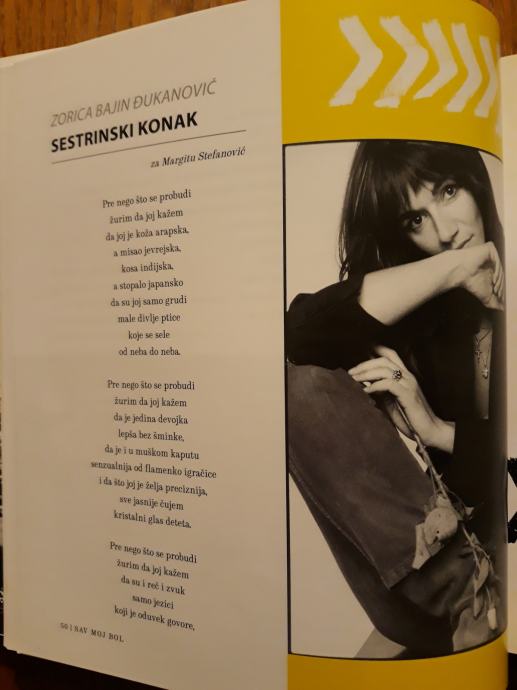 ZORICA BAJIN ĐUKANOVIČ
SESTRINSKI KONAK
za Margitu Stefanović
Pre nego što se probudi
žurim da joj kažem
da joj je koža arapska,
a misao jevrejska,
kosa indijska,
a stopalo japansko
da su joj samo grudi
male divlje ptice
koje se sele
od neba do neba.
Pre nego što se probudi
žurim da joj kažem
da je jedina devojka
lepša bez šminke,
da je i u muškom kaputu
senzualnija od flamenko igračice
i da što joj je želja preciznija,
sve jasnije čujem
kristalni glas deteta.
Pre nego što se probudi
žurim da joj kažem
da su i reč i zvuk
samo jezici
koji je oduvek govore,
50 | SAV MOJ BOL